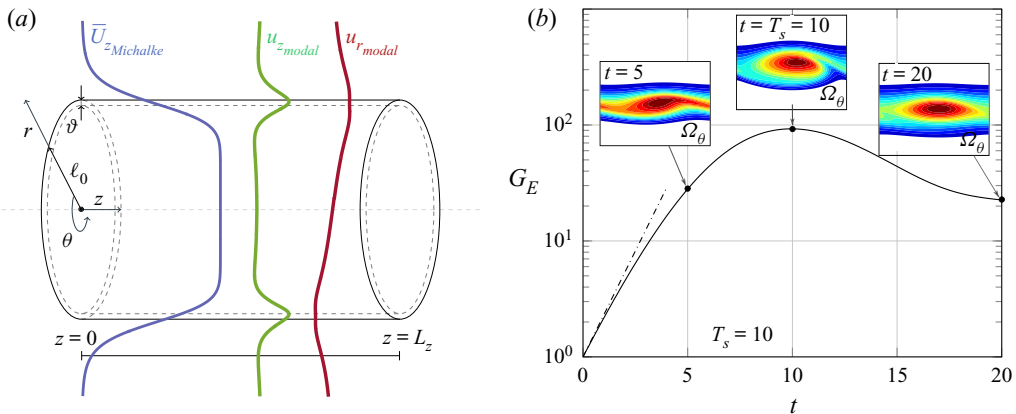 (a)
U̅_z_Michalke
u_z_modal
u_r_modal
ϑ
r
ℓ_0
z
θ
z = 0
z = L_z
(b)
t = T_s = 10
Ω_θ
t = 5
Ω_θ
t = 20
Ω_θ
G_E
10^2
10^1
10^0
T_s = 10
0 5 10 15 20
t